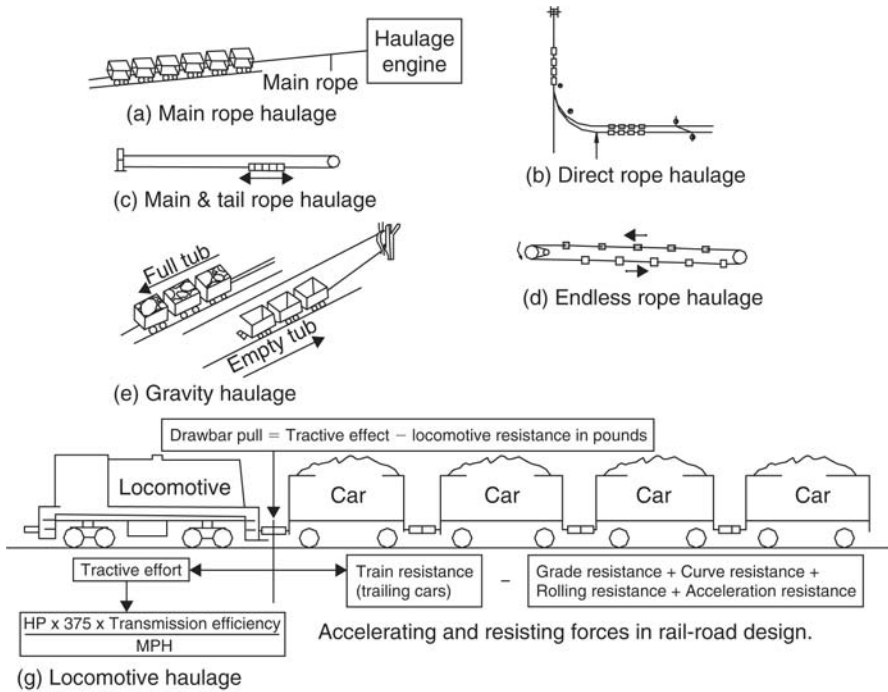 Haulage
engine
Main rope
(a) Main rope haulage
(b) Direct rope haulage
(c) Main & tail rope haulage
(d) Endless rope haulage
Full tub
Empty tub
(e) Gravity haulage
Drawbar pull = Tractive effect − locomotive resistance in pounds
Locomotive
Car
Car
Car
Car
Tractive effort
Train resistance
(trailing cars)
−
Grade resistance + Curve resistance +
Rolling resistance + Acceleration resistance
HP x 375 x Transmission efficiency
MPH
Accelerating and resisting forces in rail-road design.
(g) Locomotive haulage